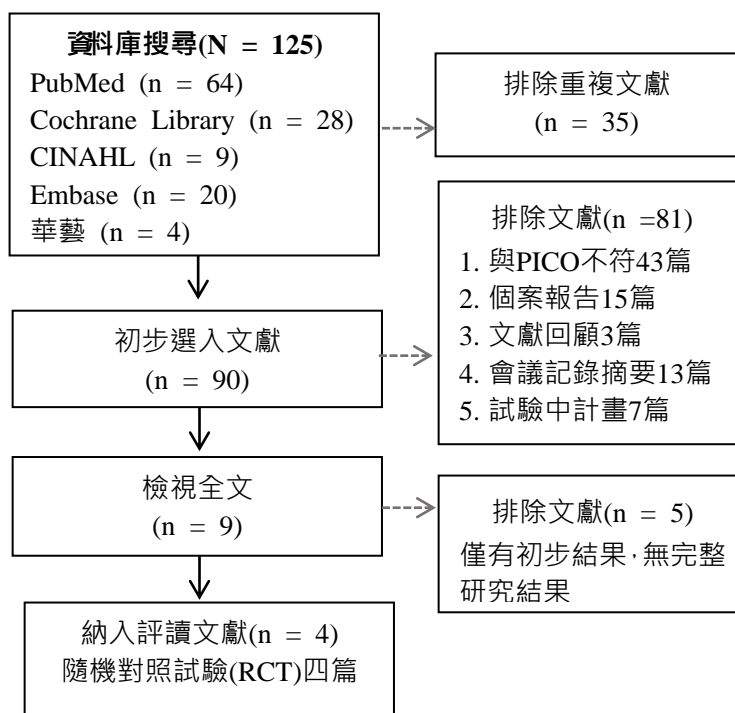 資料庫搜尋(N = 125)
PubMed (n = 64)
Cochrane Library (n = 28)
CINAHL (n = 9)
Embase (n = 20)
華藝 (n = 4)
排除重複文獻
(n = 35)
初步選入文獻
(n = 90)
排除文獻(n =81)
1. 與PICO不符43篇
2. 個案報告15篇
3. 文獻回顧3篇
4. 會議記錄摘要13篇
5. 試驗中計畫7篇
檢視全文
(n = 9)
排除文獻(n = 5)
僅有初步結果，無完整
研究結果
納入評讀文獻(n = 4)
隨機對照試驗(RCT)四篇